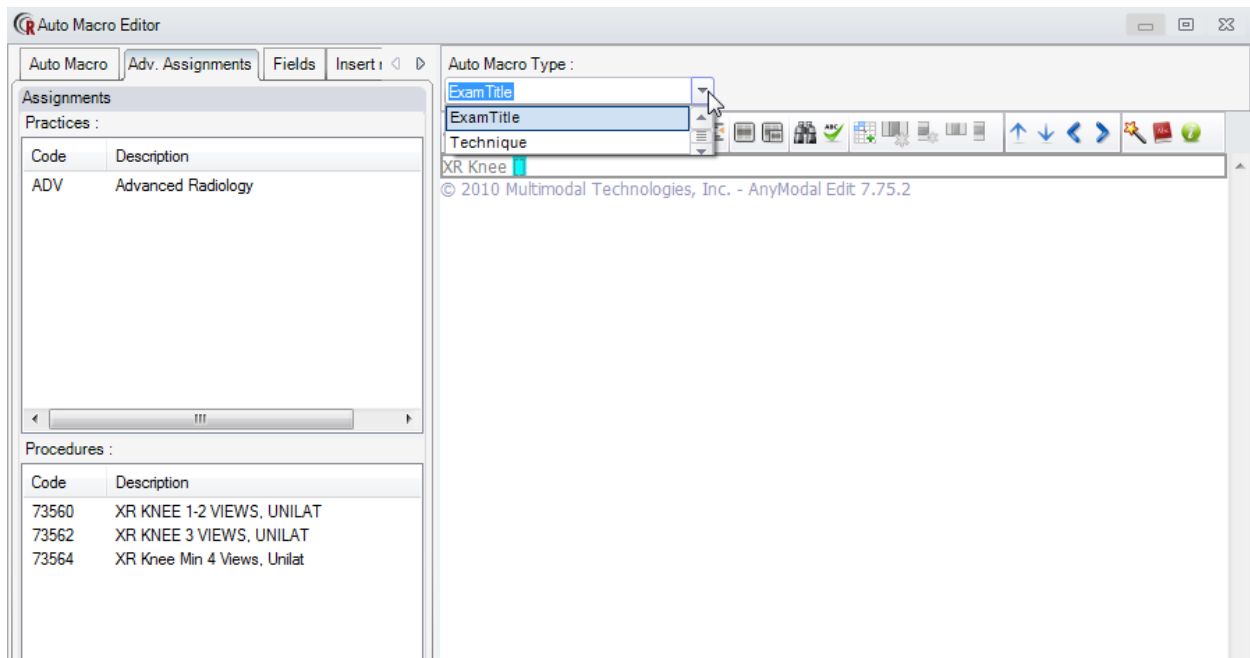 Auto Macro Editor
Auto Macro
Adv. Assignments
Fields
Insert
Assignments
Practices :
Code Description
ADV Advanced Radiology
Procedures :
Code Description
73560 XR KNEE 1-2 VIEWS, UNILAT
73562 XR KNEE 3 VIEWS, UNILAT
73564 XR Knee Min 4 Views, Unilat
Auto Macro Type :
ExamTitle
ExamTitle
Technique
ABC
XR Knee []
© 2010 Multimodal Technologies, Inc. - AnyModal Edit 7.75.2